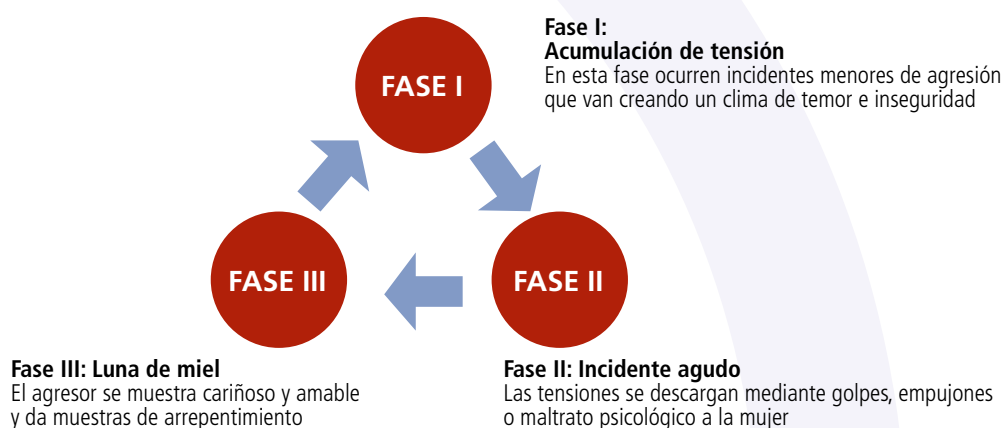 FASE I
Fase I:
Acumulación de tensión
En esta fase ocurren incidentes menores de agresión
que van creando un clima de temor e inseguridad
FASE III
FASE II
Fase III: Luna de miel
El agresor se muestra cariñoso y amable
y da muestras de arrepentimiento
Fase II: Incidente agudo
Las tensiones se descargan mediante golpes, empujones
o maltrato psicológico a la mujer